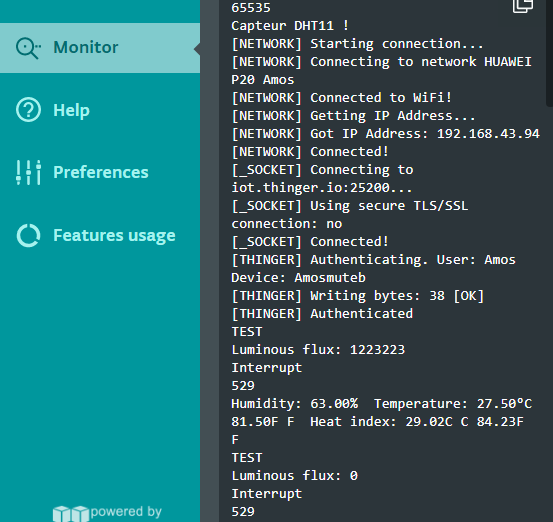 Monitor
Help
Preferences
Features usage
powered by
65535
Capteur DHT11 !
[NETWORK] Starting connection...
[NETWORK] Connecting to network HUAWEI
P20 Amos
[NETWORK] Connected to WiFi!
[NETWORK] Getting IP Address...
[NETWORK] Got IP Address: 192.168.43.94
[NETWORK] Connected!
[_SOCKET] Connecting to
iot.thinger.io:25200...
[_SOCKET] Using secure TLS/SSL
connection: no
[_SOCKET] Connected!
[THINGER] Authenticating. User: Amos
Device: Amosmuteb
[THINGER] Writing bytes: 38 [OK]
[THINGER] Authenticated
TEST
Luminous flux: 1223223
Interrupt
529
Humidity: 63.00%  Temperature: 27.50°C
81.50F F  Heat index: 29.02C C 84.23F
F
TEST
Luminous flux: 0
Interrupt
529